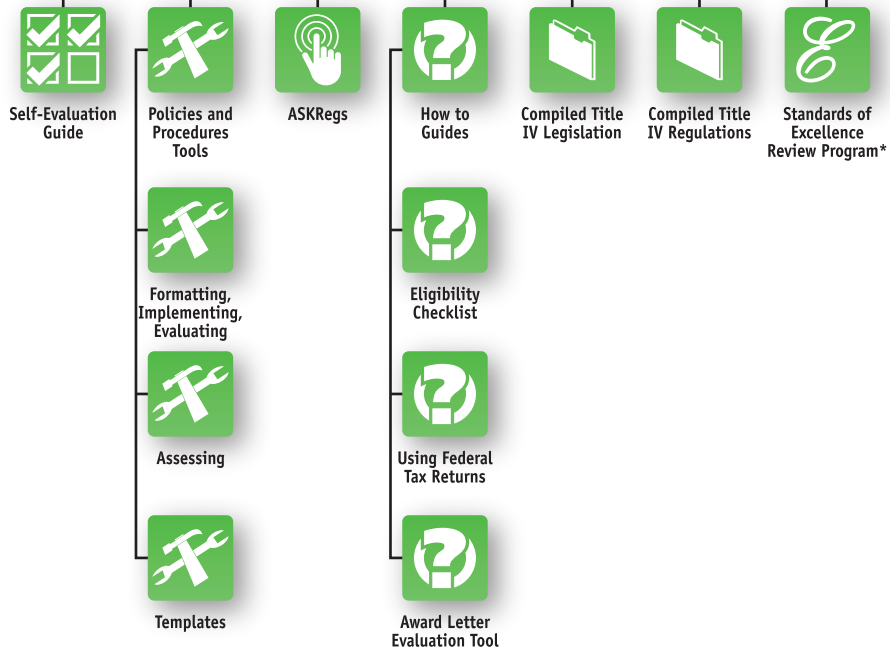 Self-Evaluation
Guide
Policies and
Procedures
Tools
ASKRegs
How to
Guides
Compiled Title
IV Legislation
Compiled Title
IV Regulations
Standards of
Excellence
Review Program*
Formatting,
Implementing,
Evaluating
Eligibility
Checklist
Assessing
Using Federal
Tax Returns
Templates
Award Letter
Evaluation Tool